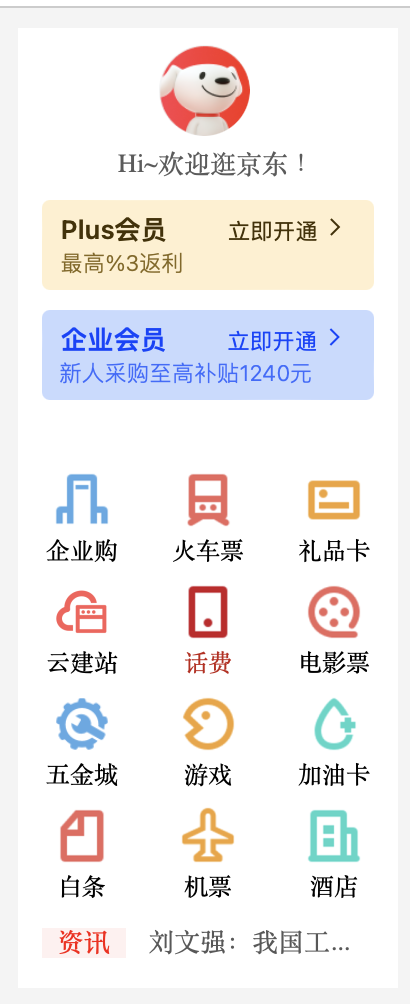 Hi~欢迎逛京东！
Plus会员 立即开通 >
最高%3返利
企业会员 立即开通 >
新人采购至高补贴1240元
企业购 火车票 礼品卡
云建站 话费 电影票
五金城 游戏 加油卡
白条 机票 酒店
资讯 刘文强：我国工...